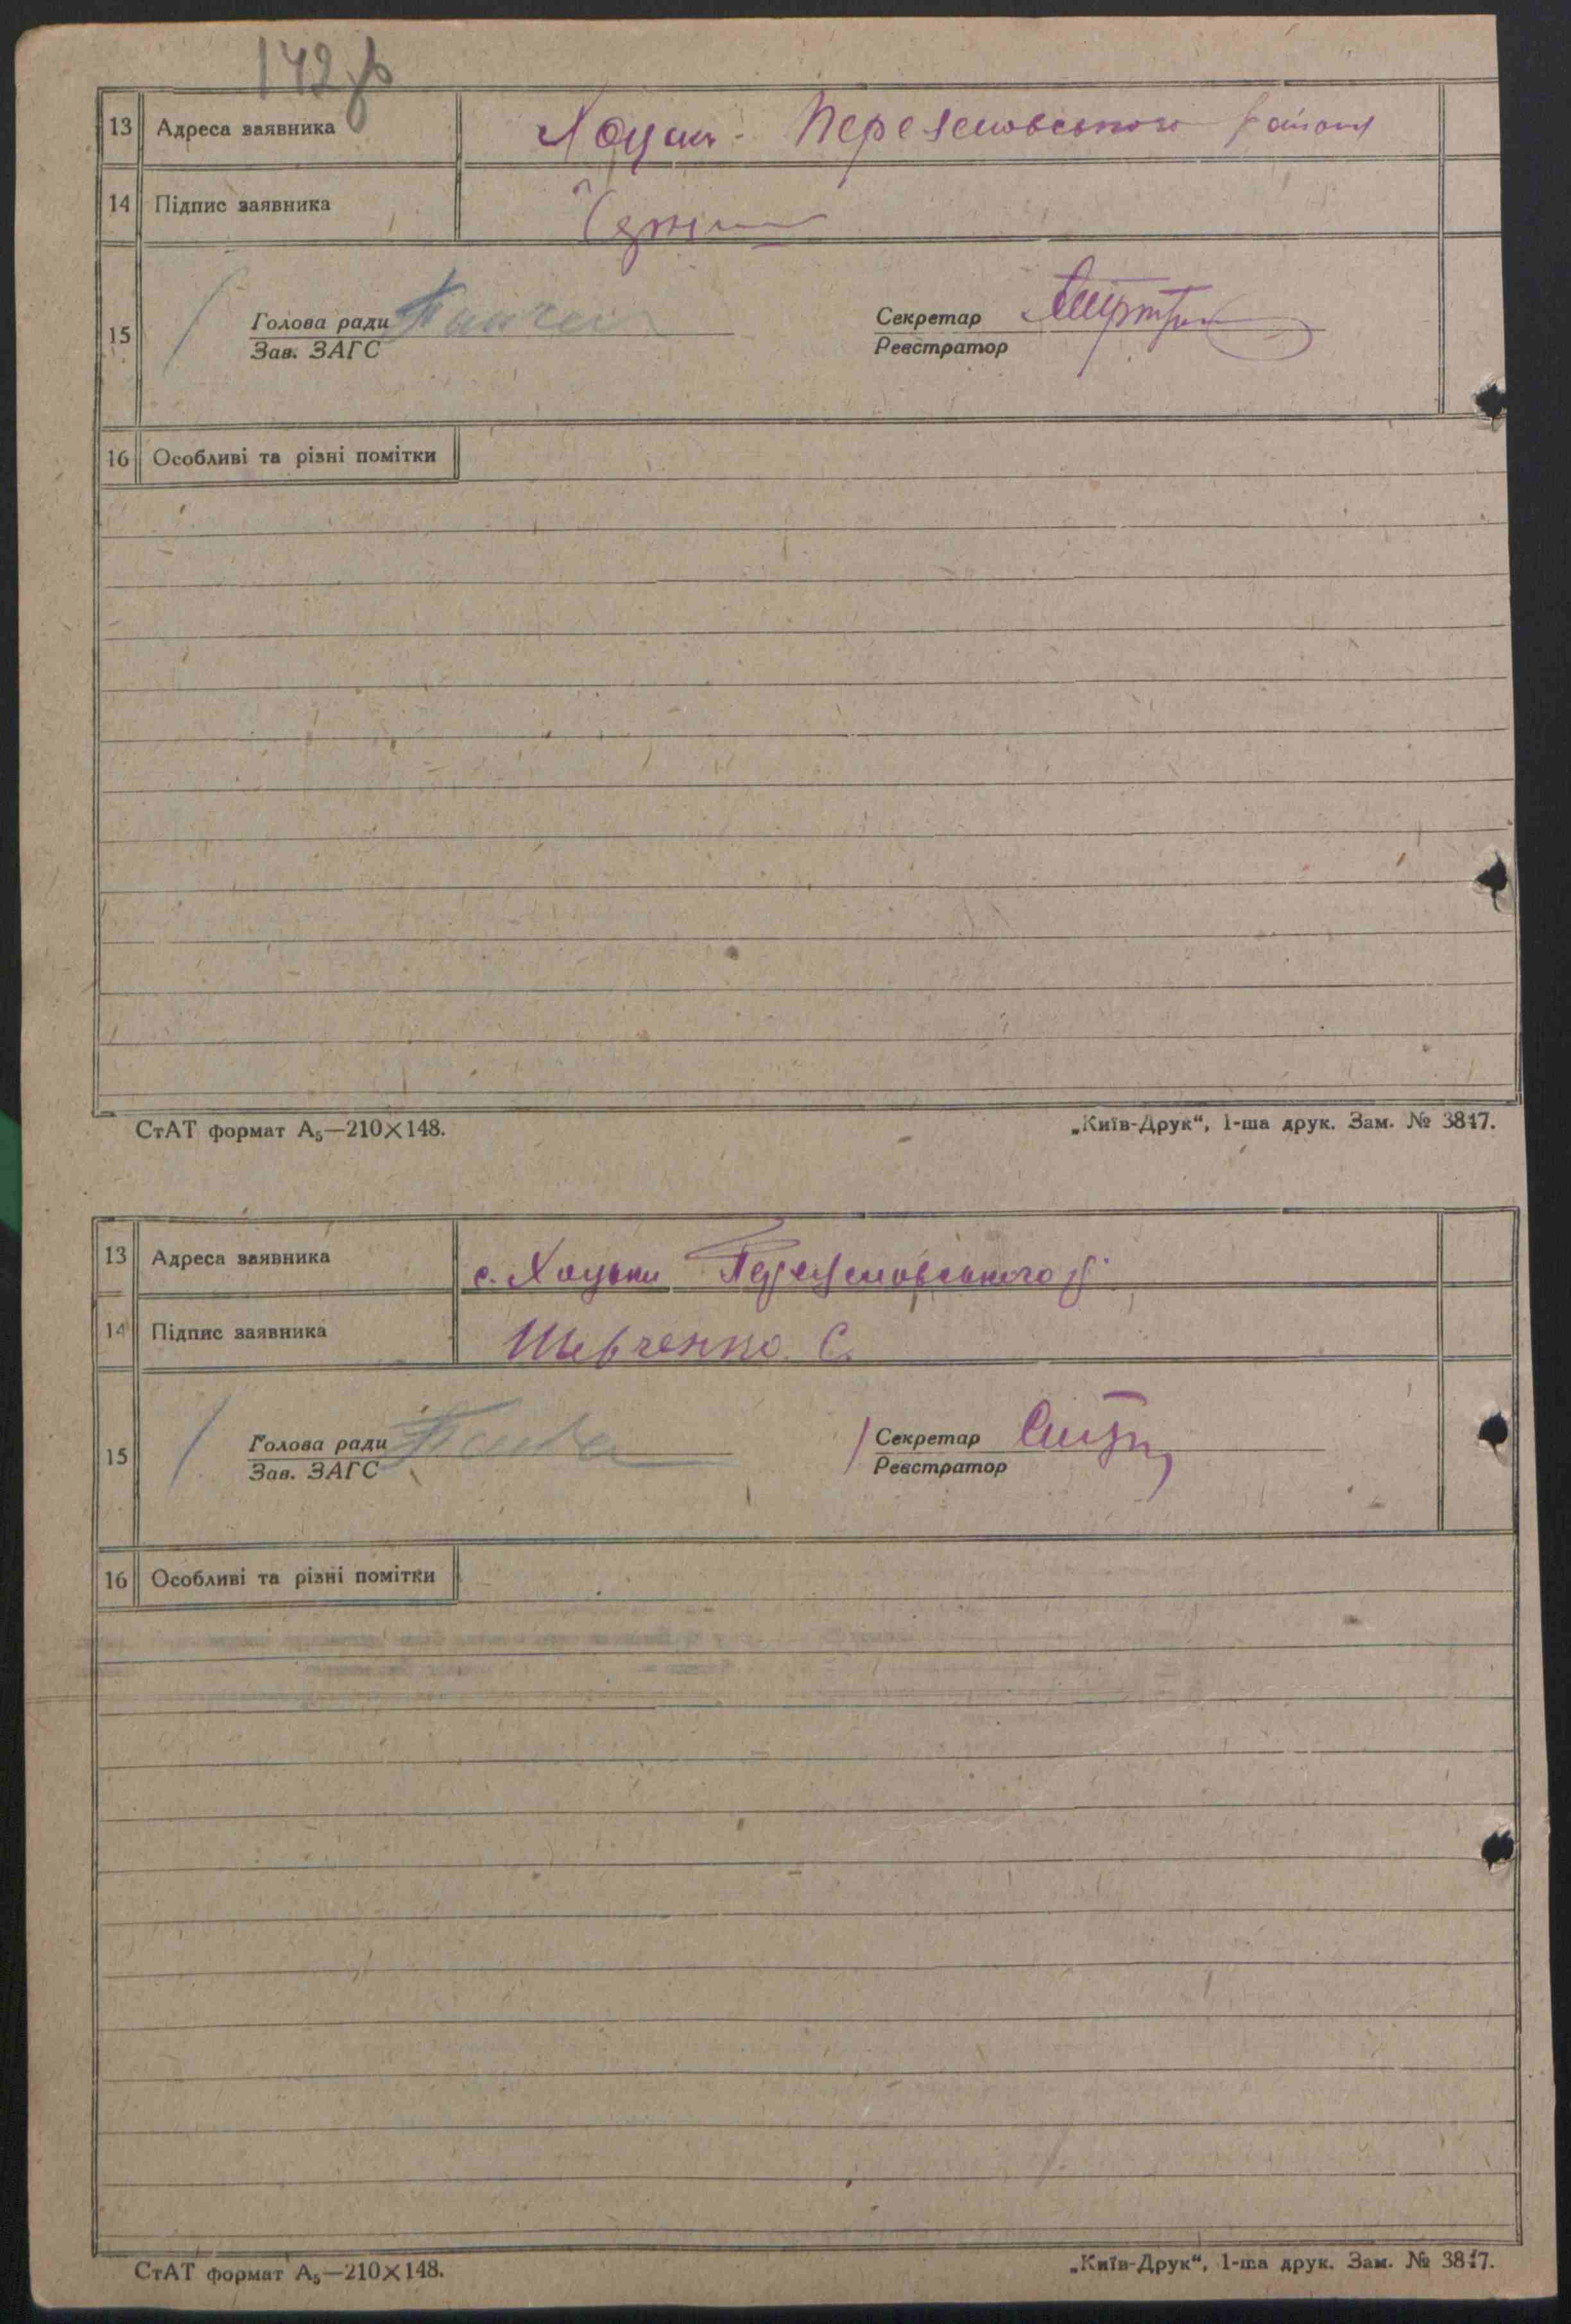 142
13 Адреса заявника Хоцьки Переяславського району
14 Підпис заявника
15 Голова ради Секретар
Зав. ЗАГС Реєстратор
16 Особливі та різні помітки
СтАТ формат А₅—210×148. „Київ-Друк“, 1-ша друк. Зам. № 3847.
13 Адреса заявника с. Хоцьки Переяславського р.
14 Підпис заявника Шевченко С.
15 Голова ради Секретар
Зав. ЗАГС Реєстратор
16 Особливі та різні помітки
СтАТ формат А₅—210×148. „Київ-Друк“, 1-ша друк. Зам. № 3847.